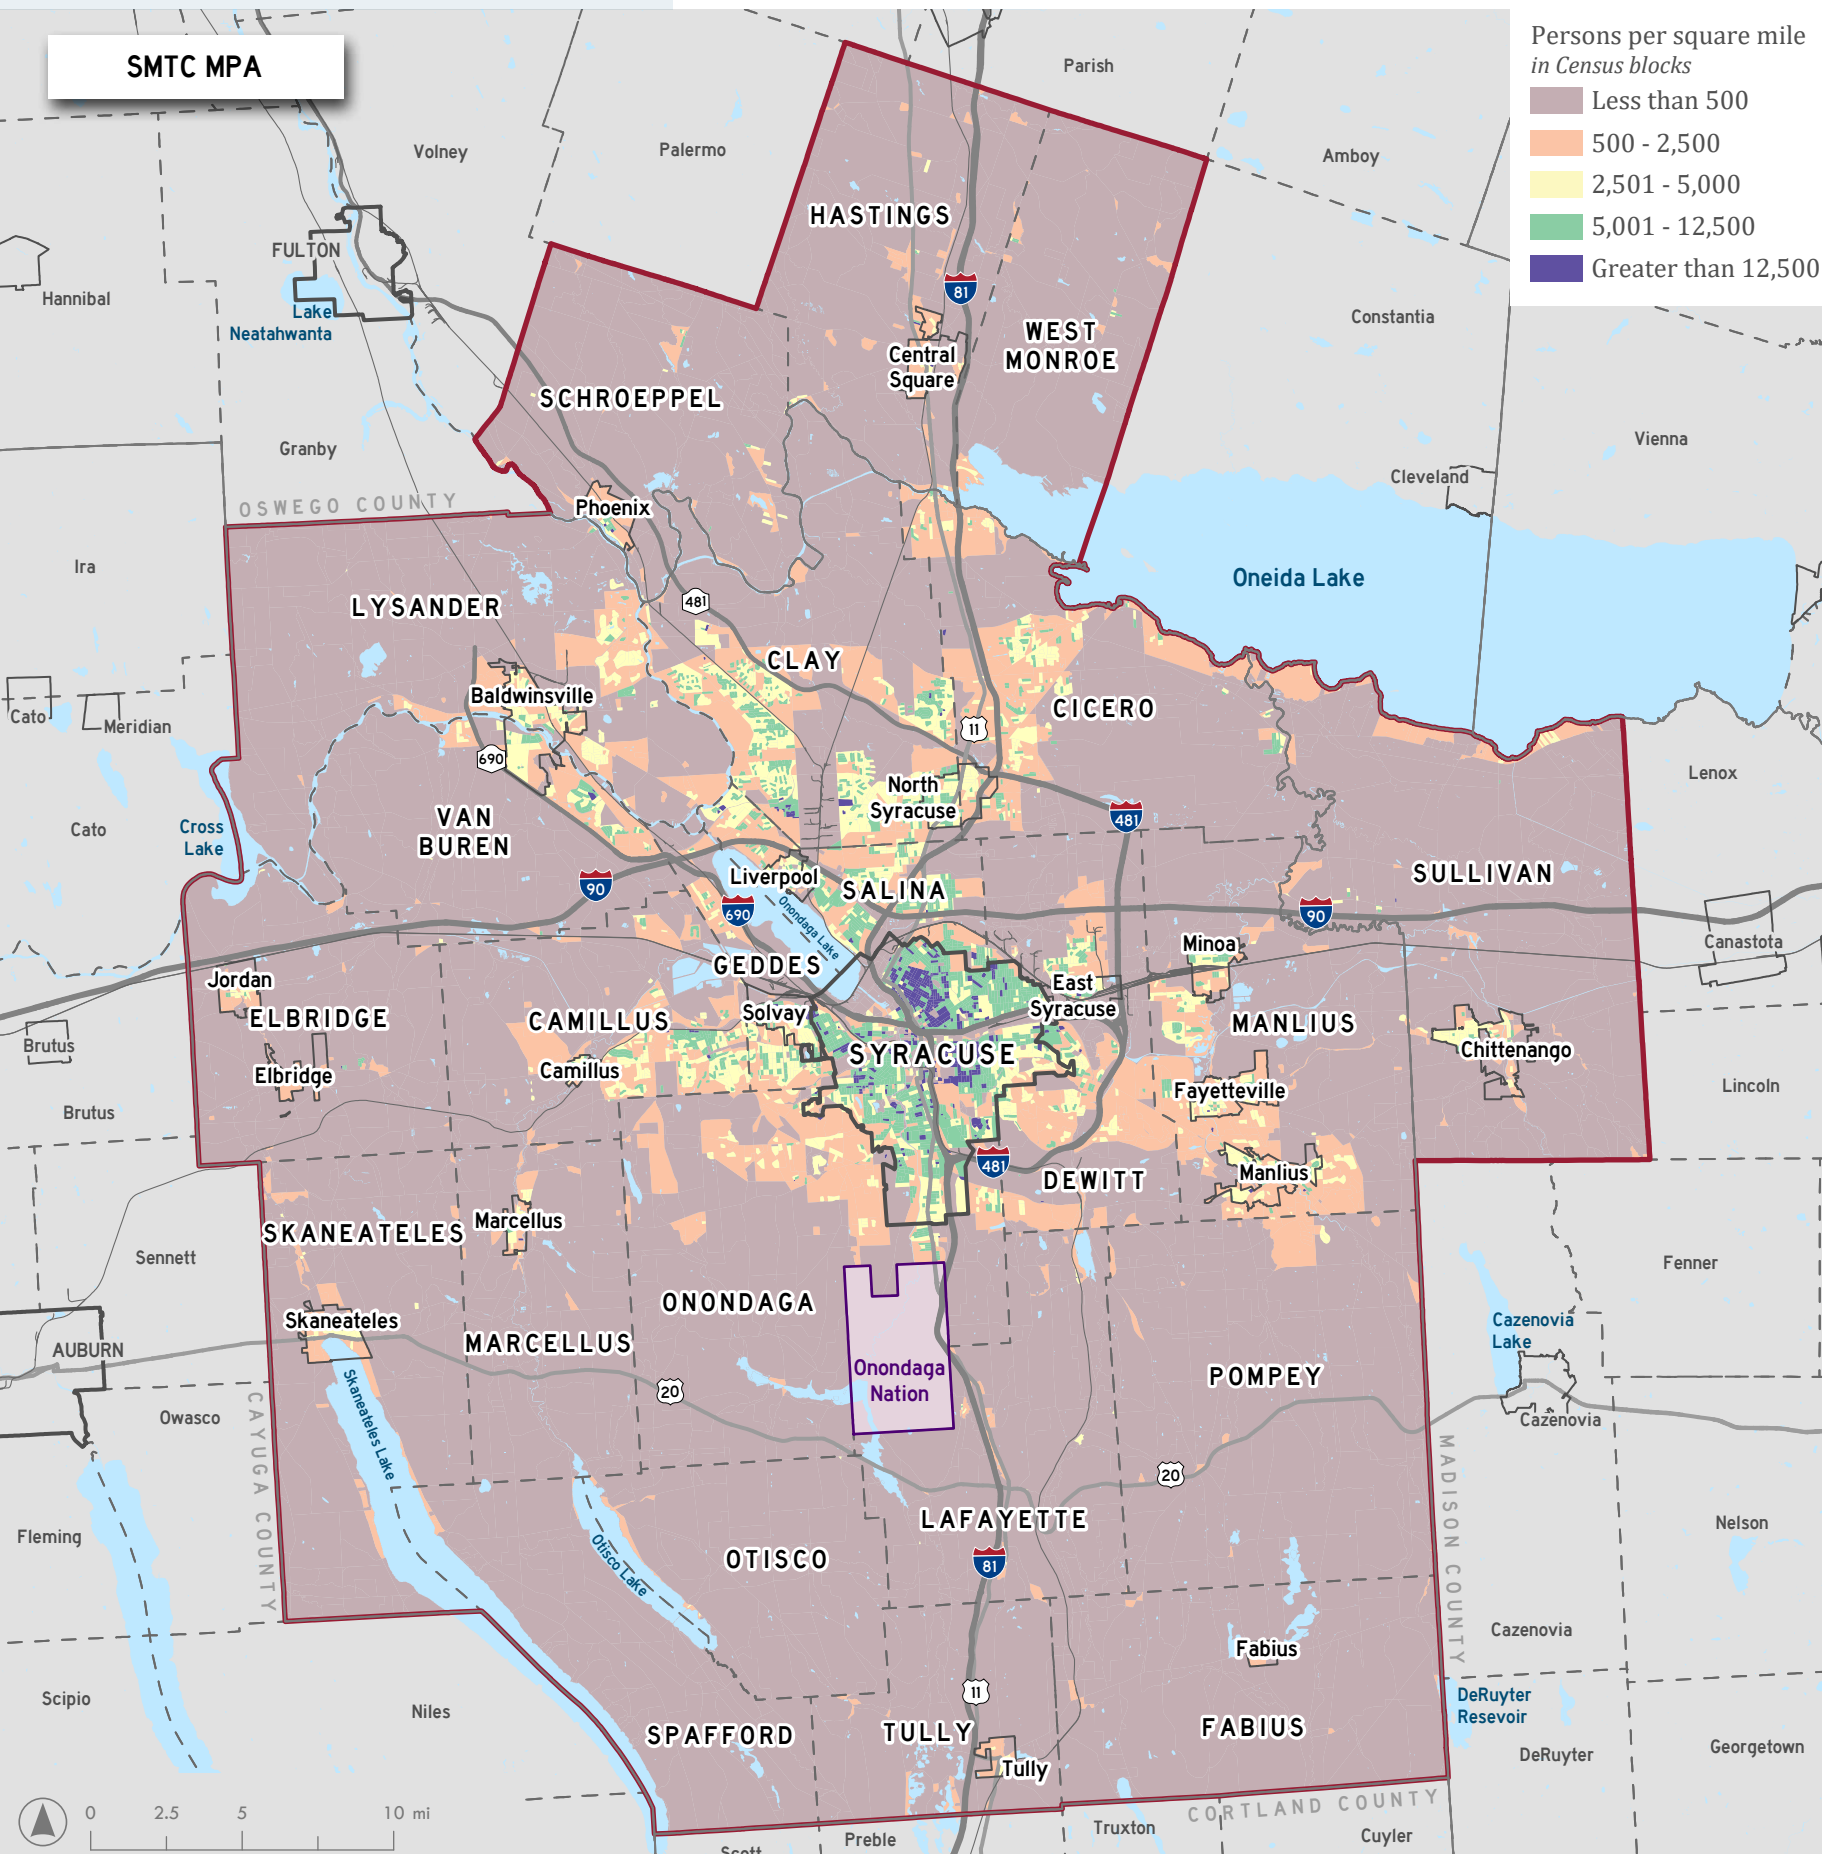 SMTC MPA
Persons per square mile
in Census blocks
Less than 500
500 - 2,500
2,501 - 5,000
5,001 - 12,500
Greater than 12,500
Parish
Volney
Palermo
Amboy
HASTINGS
FULTON
Hannibal
81
Lake
Neatahwanta
WEST
MONROE
Constantia
Central
Square
SCHROEPPEL
Granby
Vienna
Cleveland
OSWEGO COUNTY
Phoenix
Ira
Oneida Lake
LYSANDER
481
CLAY
Baldwinsville
CICERO
Cato
Meridian
11
690
Lenox
North
Syracuse
VAN
BUREN
481
Cato
Cross
Lake
Liverpool
SALINA
SULLIVAN
90
690
Onondaga Lake
90
Minoa
Canastota
GEDDES
Jordan
East
Syracuse
ELBRIDGE
CAMILLUS
Solvay
MANLIUS
Brutus
SYRACUSE
Chittenango
Camillus
Elbridge
Fayetteville
Lincoln
Brutus
481
DEWITT
Manlius
SKANEATELES
Marcellus
Sennett
Fenner
ONONDAGA
Skaneateles
Cazenovia
Lake
AUBURN
MARCELLUS
Onondaga
Nation
POMPEY
20
Skaneateles Lake
Owasco
CAYUGA COUNTY
Cazenovia
MADISON COUNTY
20
LAFAYETTE
Fleming
Nelson
OTISCO
Otisco Lake
81
Cazenovia
Fabius
Scipio
Niles
11
DeRuyter
Resevoir
SPAFFORD
TULLY
FABIUS
Georgetown
DeRuyter
Tully
0 2.5 5 10 mi
CORTLAND COUNTY
Truxton
Preble
Cuyler
Scott